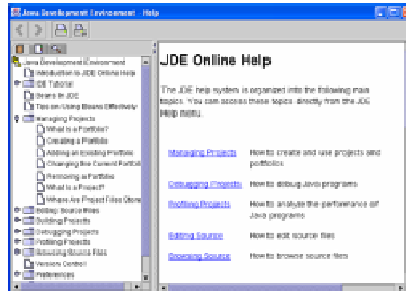 Java Development Environment Help
Java Development Environment
Introduction to JDE Online Help
JDE Tutorial
Beans in JDE
Tips on Using Beans Effectively
Managing Projects
What is a Portfolio?
Creating a Portfolio
Adding an Existing Portfolio
Changing the Current Portfoli
Removing a Portfolio
What is a Project?
Where Are Project Files Store
Editing Source Files
Building Projects
Debugging Projects
Profiling Projects
Browsing Source Files
Version Control
Preferences
JDE Online
Help
The JDE help system is organized into the following main
topics. You can access these topics directly from the JDE
Help menu.
Managing Projects How to create and use projects and
portfolios
Debugging Projects How to debug Java programs
Profiling Projects How to analyze the performance of
Java programs
Editing Source How to edit source files
Browsing Source How to browse source files